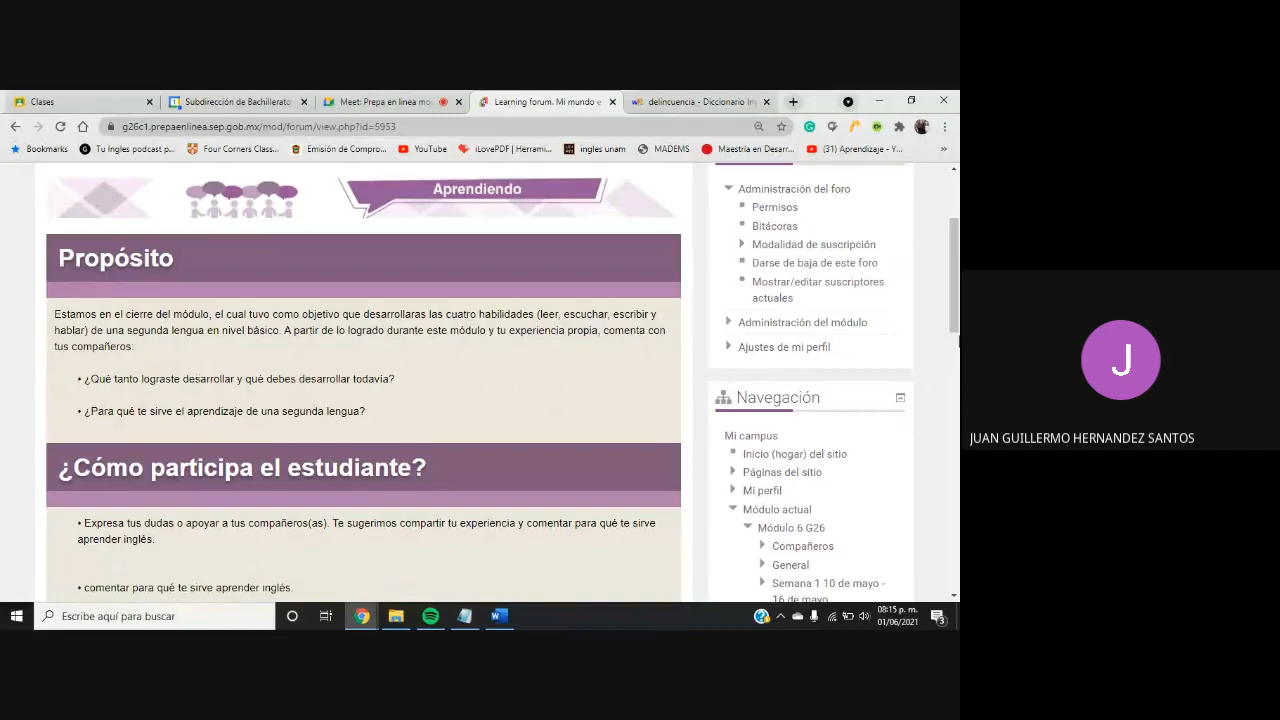 Clases
Subdirección de Bachillerato
Meet: Prepa en linea mo
Learning forum. Mi mundo e
delincuencia - Diccionario In
g26c1.prepaenlinea.sep.gob.mx/mod/forum/view.php?id=5953
Bookmarks
Tu Ingles podcast p...
Four Corners Class...
Emisión de Compro...
YouTube
iLovePDF | Herrami...
ingles unam
MADEMS
Maestría en Desarr...
(31) Aprendizaje - Y...
»
Aprendiendo
Propósito
Estamos en el cierre del módulo, el cual tuvo como objetivo que desarrollaras las cuatro habilidades (leer, escuchar, escribir y
hablar) de una segunda lengua en nivel básico. A partir de lo logrado durante este módulo y tu experiencia propia, comenta con
tus compañeros:
• ¿Qué tanto lograste desarrollar y qué debes desarrollar todavía?
• ¿Para qué te sirve el aprendizaje de una segunda lengua?
¿Cómo participa el estudiante?
• Expresa tus dudas o apoyar a tus compañeros(as). Te sugerimos compartir tu experiencia y comentar para qué te sirve
aprender inglés.
• comentar para qué te sirve aprender inglés
Administración del foro
Permisos
Bitácoras
Modalidad de suscripción
Darse de baja de este foro
Mostrar/editar suscriptores
actuales
Administración del módulo
Ajustes de mi perfil
Navegación
Mi campus
Inicio (hogar) del sitio
Páginas del sitio
Mi perfil
Módulo actual
Módulo 6 G26
Compañeros
General
Semana 1 10 de mayo -
16 de mayo
Escribe aquí para buscar
08:15 p. m.
01/06/2021
3
J
JUAN GUILLERMO HERNANDEZ SANTOS